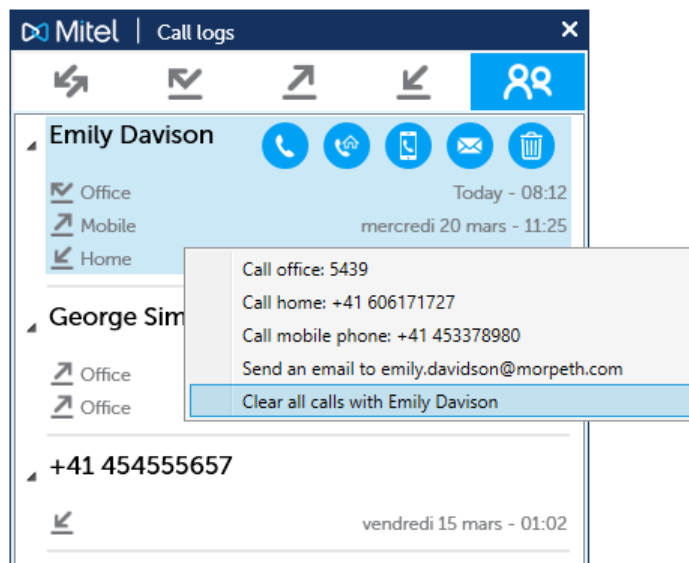 Mitel | Call logs
Emily Davison
Office Today - 08:12
Mobile mercredi 20 mars - 11:25
Home
Call office: 5439
Call home: +41 606171727
Call mobile phone: +41 453378980
Send an email to emily.davidson@morpeth.com
Clear all calls with Emily Davison
George Sim
Office
Office
+41 454555657
vendredi 15 mars - 01:02